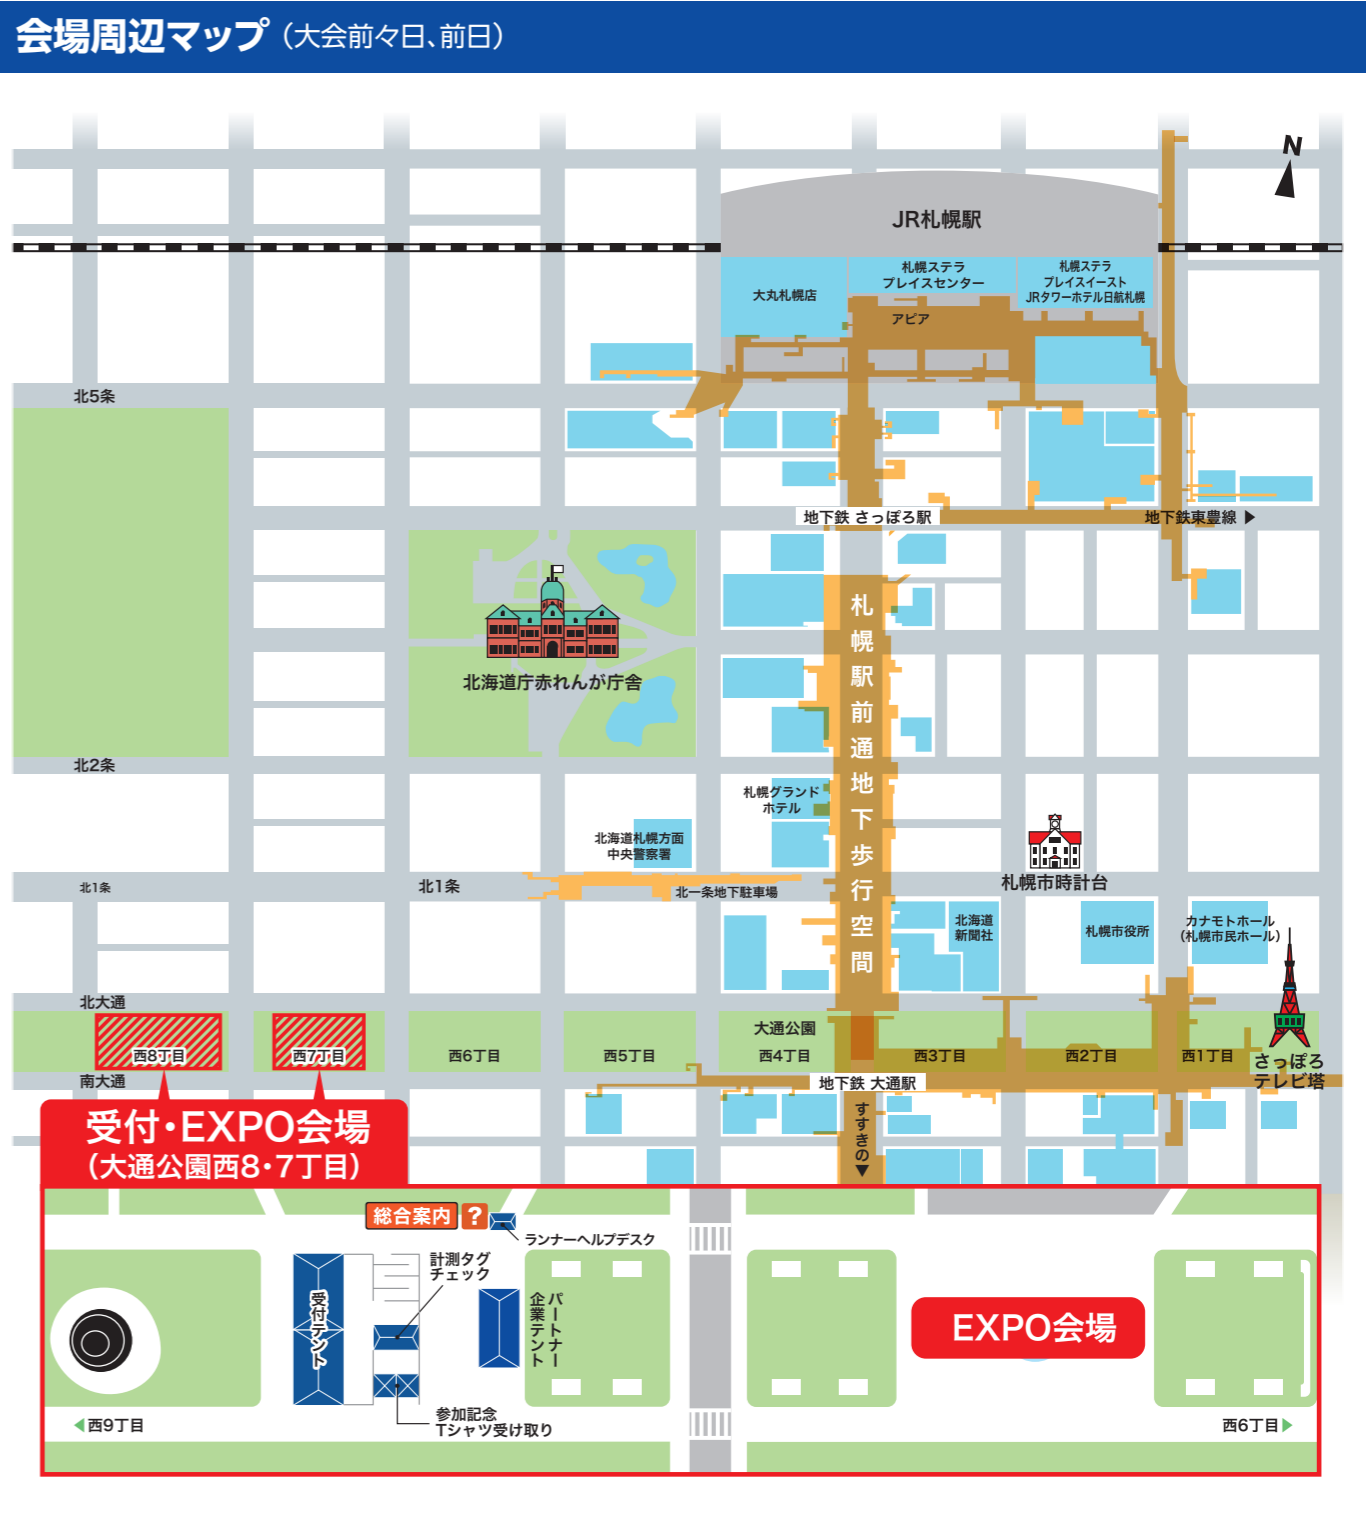 会場周辺マップ（大会前々日、前日）
N
JR札幌駅
大丸札幌店
札幌ステラ
プレイスセンター
札幌ステラ
プレイスイースト
JRタワーホテル日航札幌
アピア
北5条
地下鉄 さっぽろ駅
地下鉄東豊線 ▶
札幌駅前通地下歩行空間
北海道庁赤れんが庁舎
北2条
札幌グランド
ホテル
北海道札幌方面
中央警察署
北1条
北1条
北一条地下駐車場
札幌市時計台
北海道
新聞社
札幌市役所
カナモトホール
（札幌市民ホール）
北大通
大通公園
西8丁目
西7丁目
西6丁目
西5丁目
西4丁目
西3丁目
西2丁目
西1丁目
さっぽろ
テレビ塔
南大通
地下鉄 大通駅
すすきの▼
受付・EXPO会場
（大通公園西8・7丁目）
総合案内 ?
ランナーヘルプデスク
計測タグ
チェック
受付テント
パートナー
企業テント
EXPO会場
参加記念
Tシャツ受け取り
◀西9丁目
西6丁目▶